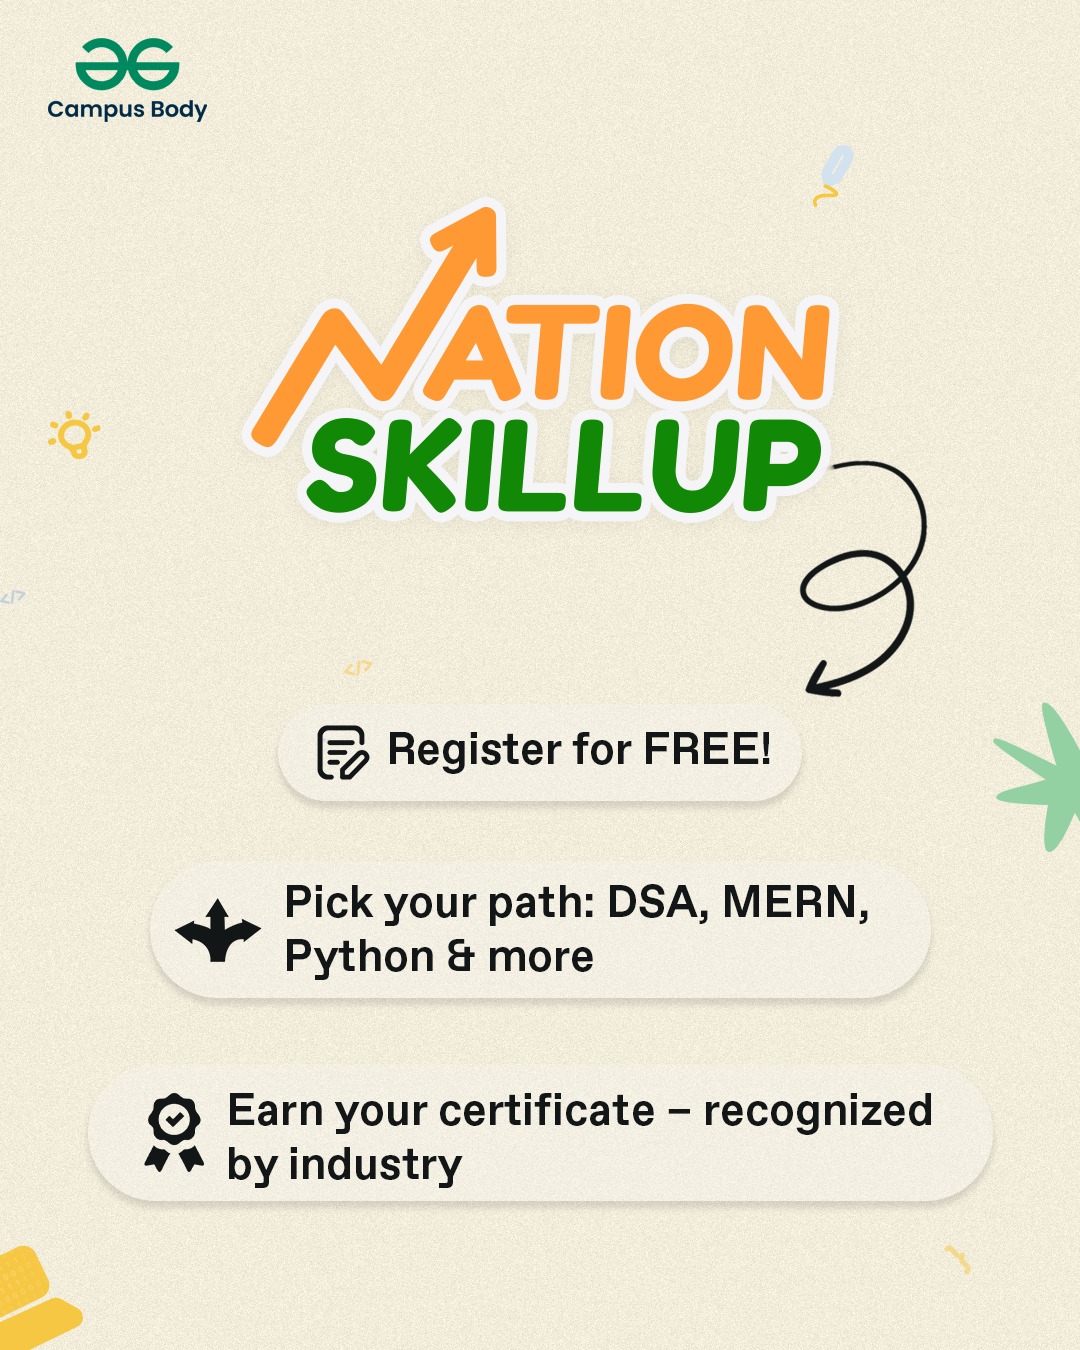 Campus Body
NATION
SKILLUP
</>
</>
Register for FREE!
Pick your path: DSA, MERN,
Python & more
Earn your certificate – recognized
by industry